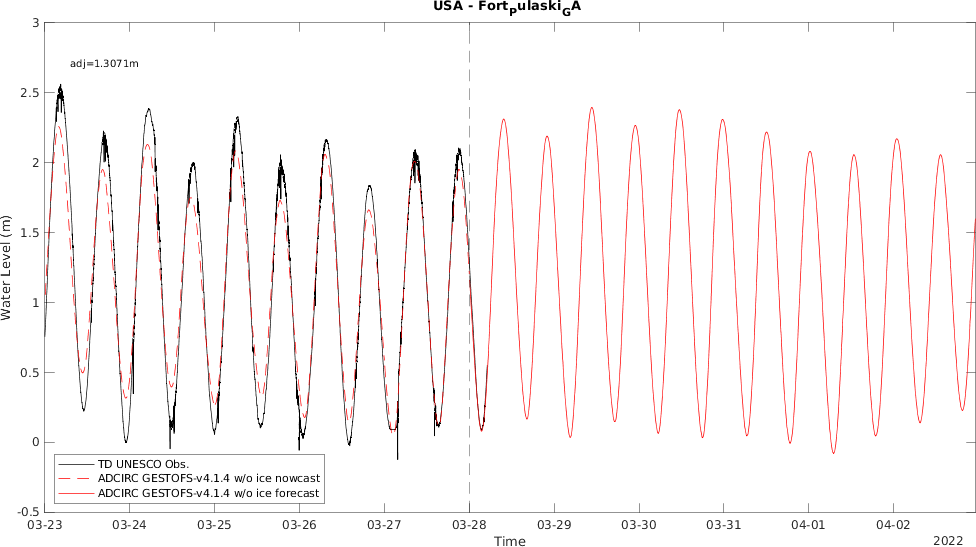 USA - FortPulaskiGA
3
adj=1.3071m
2.5
2
1.5
1
0.5
0
-0.5
Water Level (m)
TD UNESCO Obs.
ADCIRC GESTOFS-v4.1.4 w/o ice nowcast
ADCIRC GESTOFS-v4.1.4 w/o ice forecast
03-23 03-24 03-25 03-26 03-27 03-28 03-29 03-30 03-31 04-01 04-02
Time
2022